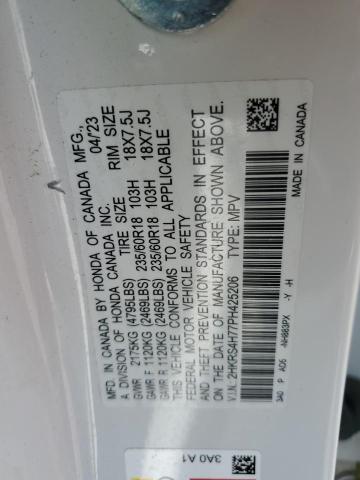 MFD. IN CANADA BY HONDA OF CANADA MFG.,
A DIVISION OF HONDA CANADA INC. 04/23
TIRE SIZE RIM SIZE
GVWR 2175KG (4795LBS)
GAWR F 1120KG (2469LBS) 235/60R18 103H 18X7.5J
GAWR R 1120KG (2469LBS) 235/60R18 103H 18X7.5J
THIS VEHICLE CONFORMS TO ALL APPLICABLE
FEDERAL MOTOR VEHICLE SAFETY
AND THEFT PREVENTION STANDARDS IN EFFECT
ON THE DATE OF MANUFACTURE SHOWN ABOVE.
V.I.N.: 2HKRS4H77PH425206 TYPE: MPV
3A0 P A06 NH883PX -Y -H
MADE IN CANADA
3A0 A1